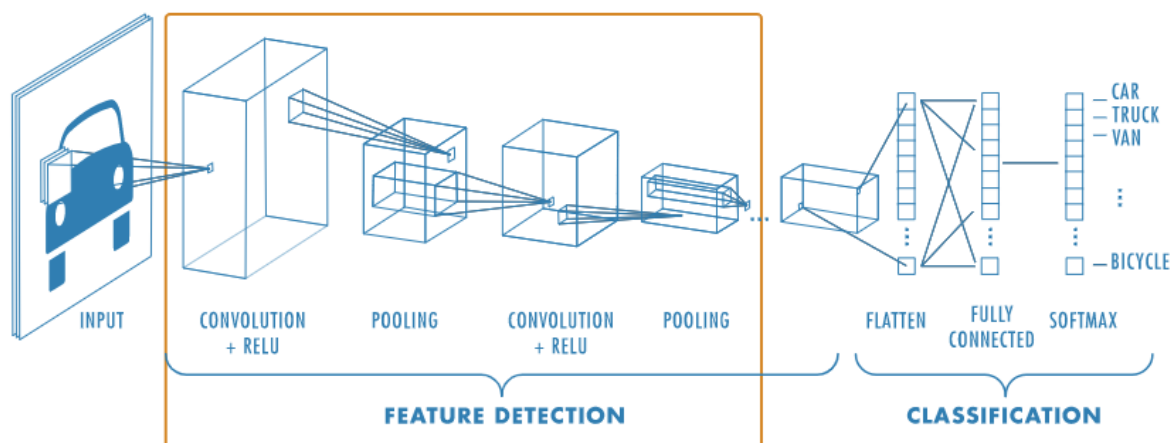 CAR
TRUCK
VAN
BICYCLE
INPUT
CONVOLUTION
+ RELU
POOLING
CONVOLUTION
+ RELU
POOLING
FLATTEN
FULLY
CONNECTED
SOFTMAX
FEATURE DETECTION
CLASSIFICATION